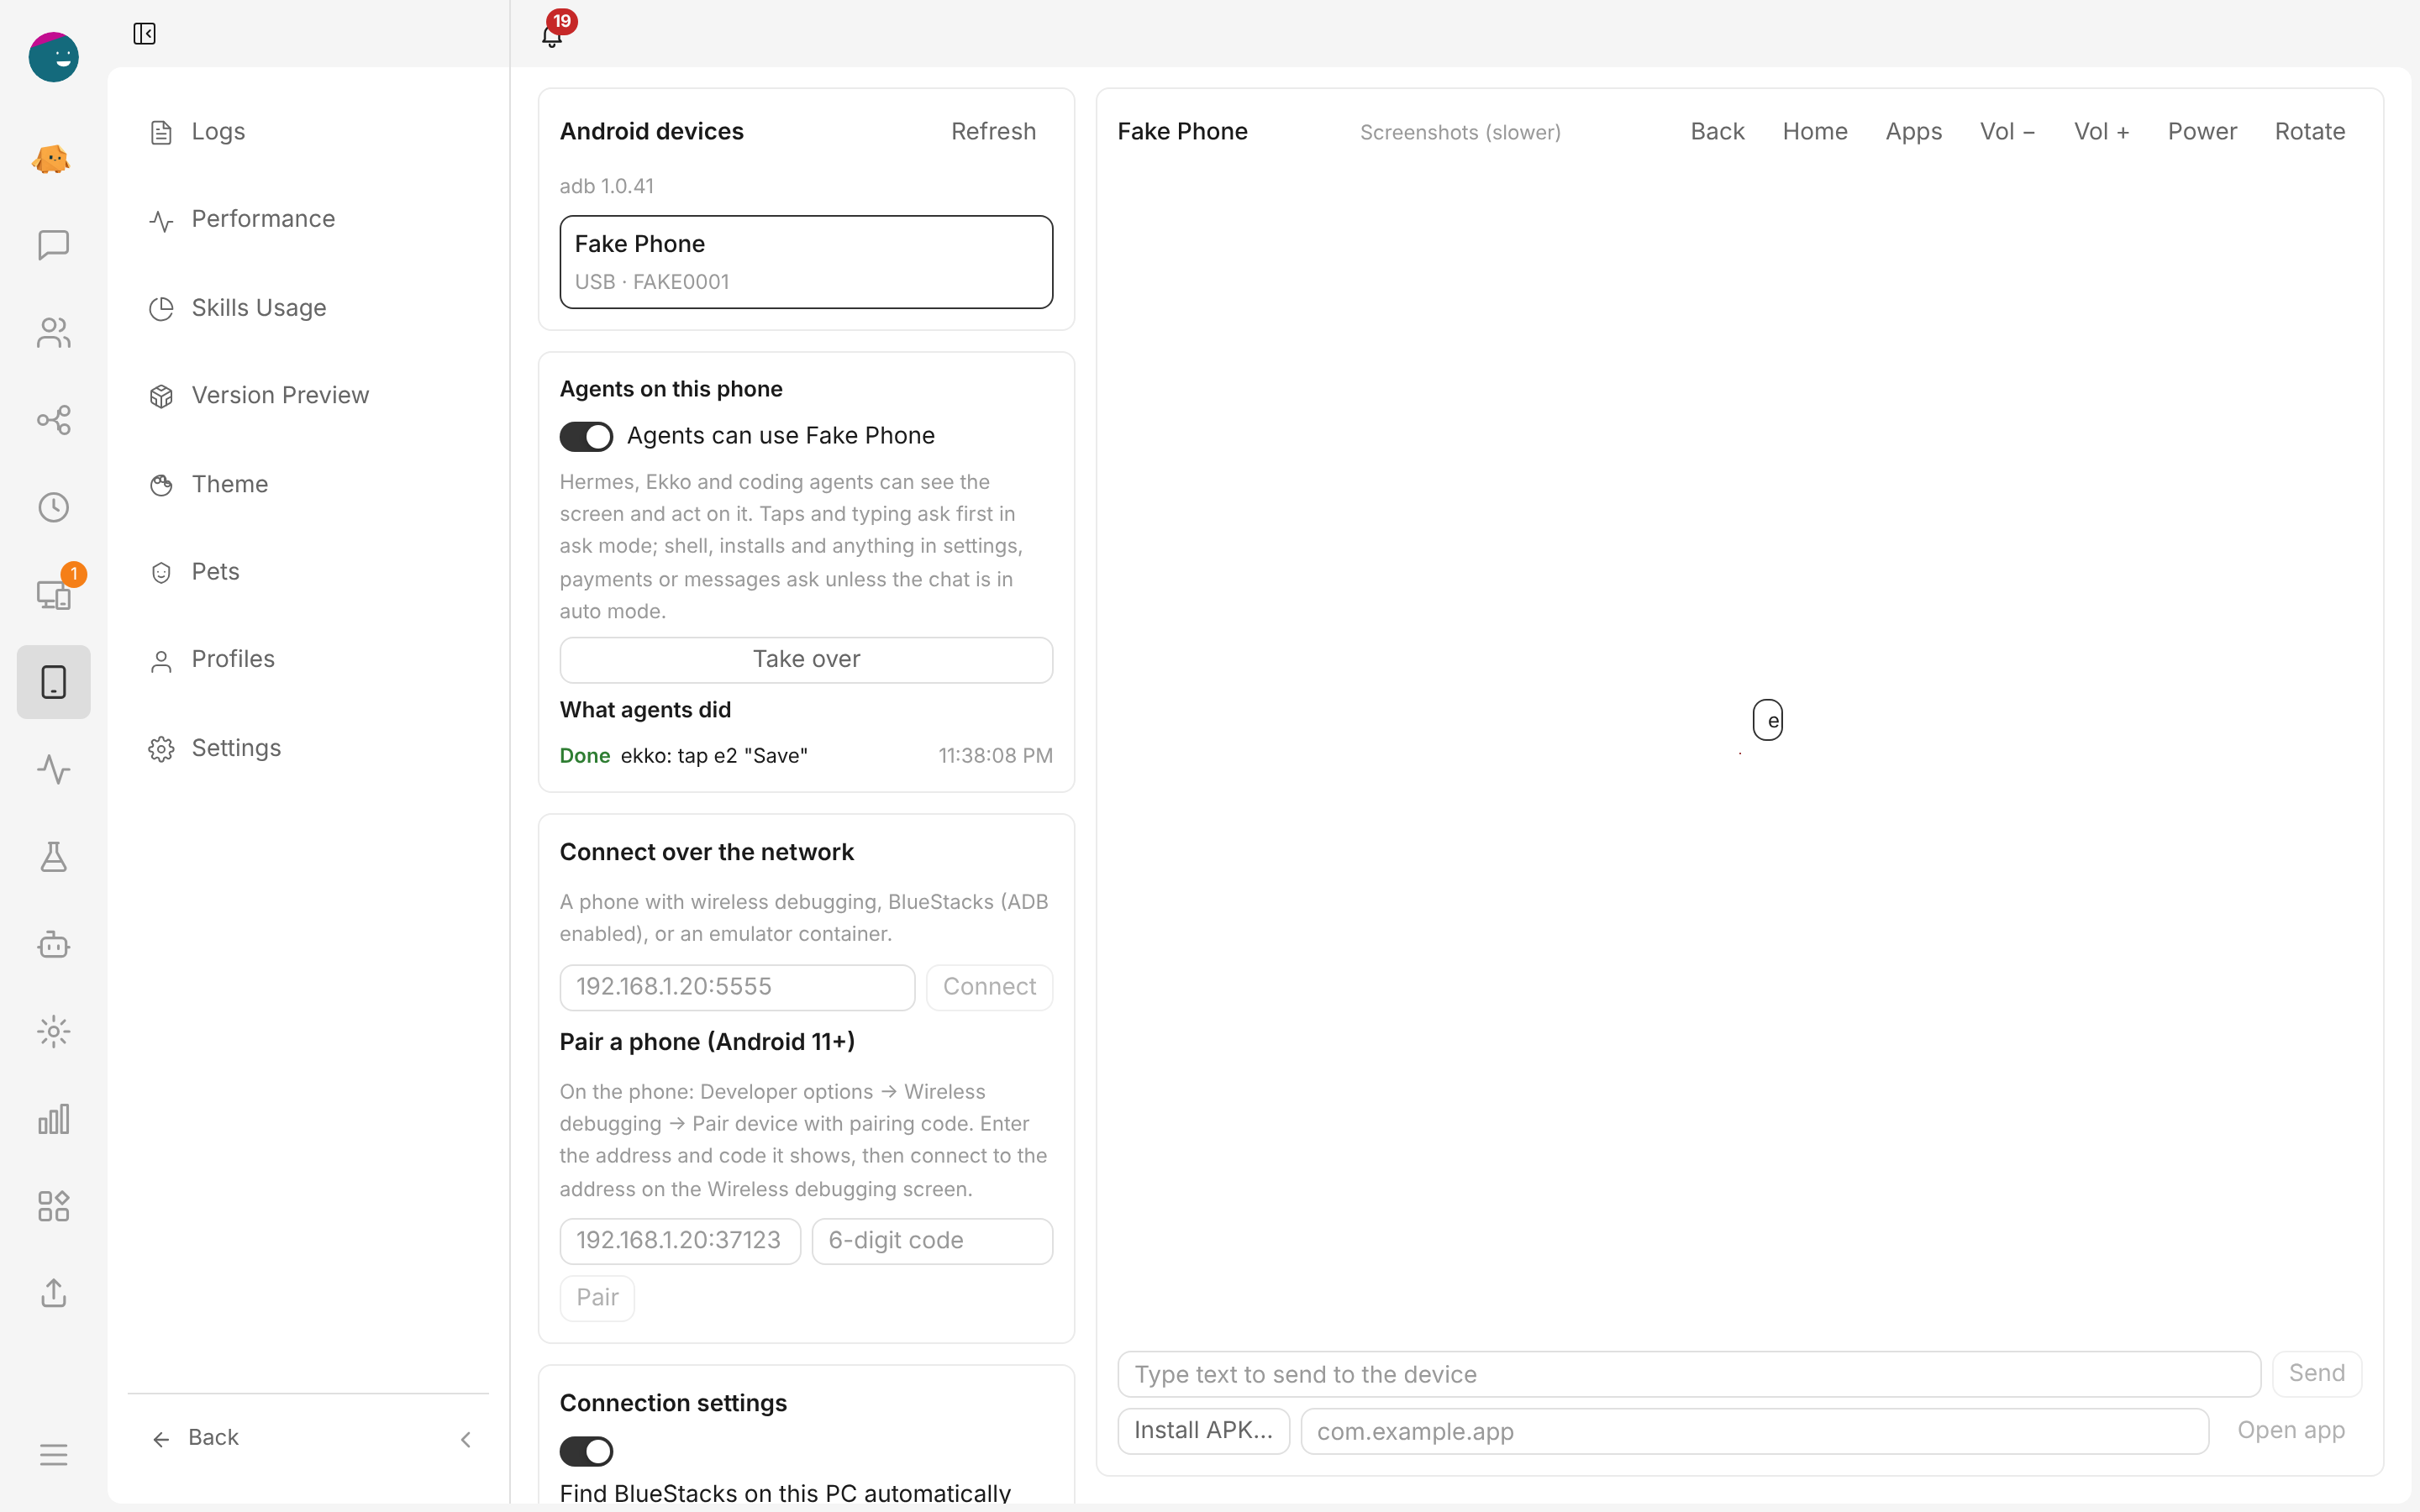 19
Logs
Performance
Skills Usage
Version Preview
Theme
1
Pets
Profiles
Settings
Back
Android devices
Refresh
adb 1.0.41
Fake Phone
USB · FAKE0001
Agents on this phone
Agents can use Fake Phone
Hermes, Ekko and coding agents can see the
screen and act on it. Taps and typing ask first in
ask mode; shell, installs and anything in settings,
payments or messages ask unless the chat is in
auto mode.
Take over
What agents did
Done ekko: tap e2 "Save" 11:38:08 PM
Connect over the network
A phone with wireless debugging, BlueStacks (ADB
enabled), or an emulator container.
192.168.1.20:5555 Connect
Pair a phone (Android 11+)
On the phone: Developer options → Wireless
debugging → Pair device with pairing code. Enter
the address and code it shows, then connect to the
address on the Wireless debugging screen.
192.168.1.20:37123 6-digit code
Pair
Connection settings
Find BlueStacks on this PC automatically
Fake Phone Screenshots (slower) Back Home Apps Vol − Vol + Power Rotate
e
Type text to send to the device Send
Install APK... com.example.app Open app